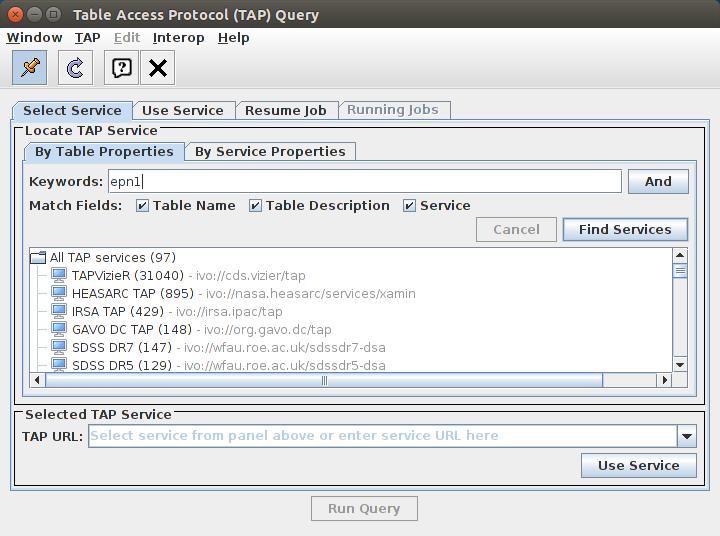 Table Access Protocol (TAP) Query
Window TAP Edit Interop Help
Select Service Use Service Resume Job Running Jobs
Locate TAP Service
By Table Properties By Service Properties
Keywords: epn1 And
Match Fields: Table Name Table Description Service
Cancel Find Services
All TAP services (97)
TAPVizieR (31040) - ivo://cds.vizier/tap
HEASARC TAP (895) - ivo://nasa.heasarc/services/xamin
IRSA TAP (429) - ivo://irsa.ipac/tap
GAVO DC TAP (148) - ivo://org.gavo.dc/tap
SDSS DR7 (147) - ivo://wfau.roe.ac.uk/sdssdr7-dsa
SDSS DR5 (129) - ivo://wfau.roe.ac.uk/sdssdr5-dsa
Selected TAP Service
TAP URL: Select service from panel above or enter service URL here
Use Service
Run Query